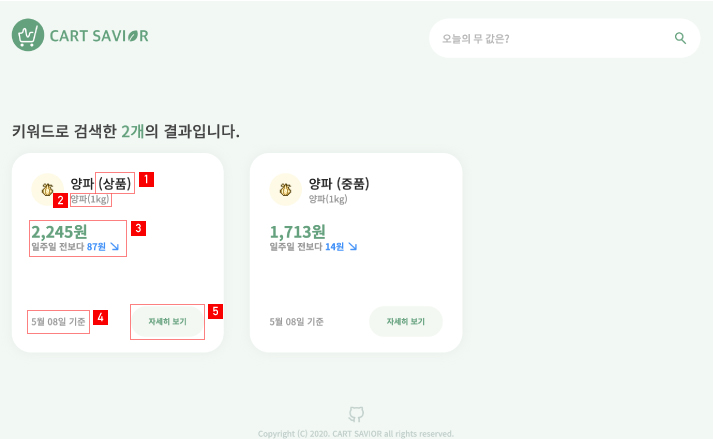 CART SAVIOR
오늘의 무 값은?
키워드로 검색한 2개의 결과입니다.
양파 (상품) 1
2 양파(1kg)
2,245원 3
일주일 전보다 87원 ↘
5월 08일 기준 4
자세히 보기 5
양파 (중품)
양파(1kg)
1,713원
일주일 전보다 14원 ↘
5월 08일 기준
자세히 보기
Copyright (C) 2020. CART SAVIOR all rights reserved.